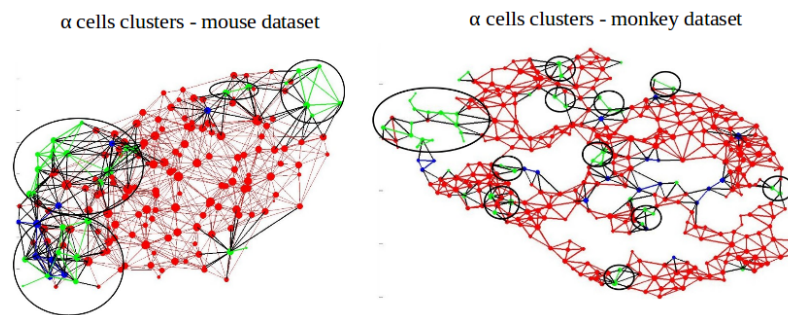 α cells clusters - mouse dataset
α cells clusters - monkey dataset